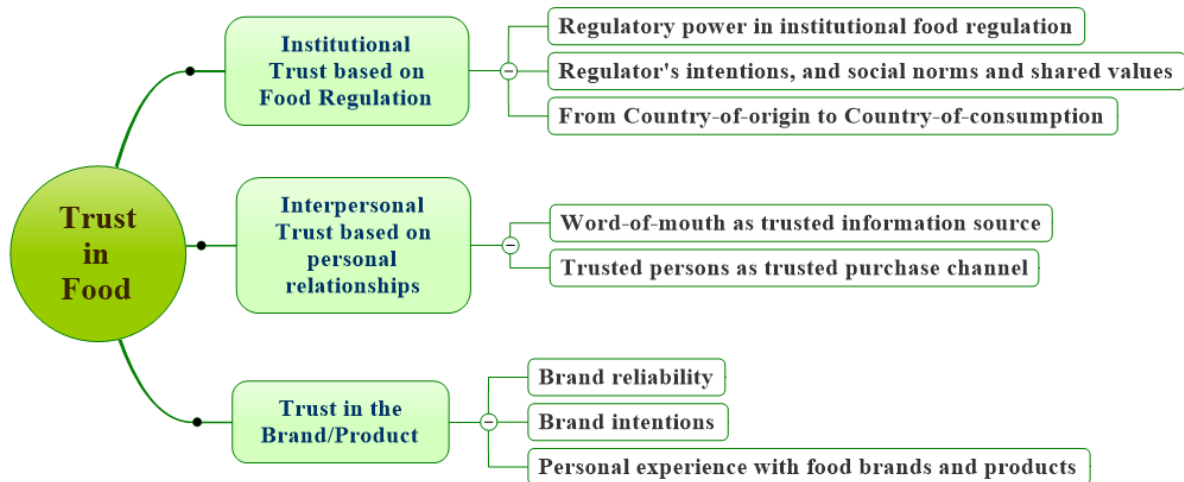 Trust
in
Food
Institutional
Trust based on
Food Regulation
Regulatory power in institutional food regulation
Regulator's intentions, and social norms and shared values
From Country-of-origin to Country-of-consumption
Interpersonal
Trust based on
personal
relationships
Word-of-mouth as trusted information source
Trusted persons as trusted purchase channel
Trust in the
Brand/Product
Brand reliability
Brand intentions
Personal experience with food brands and products